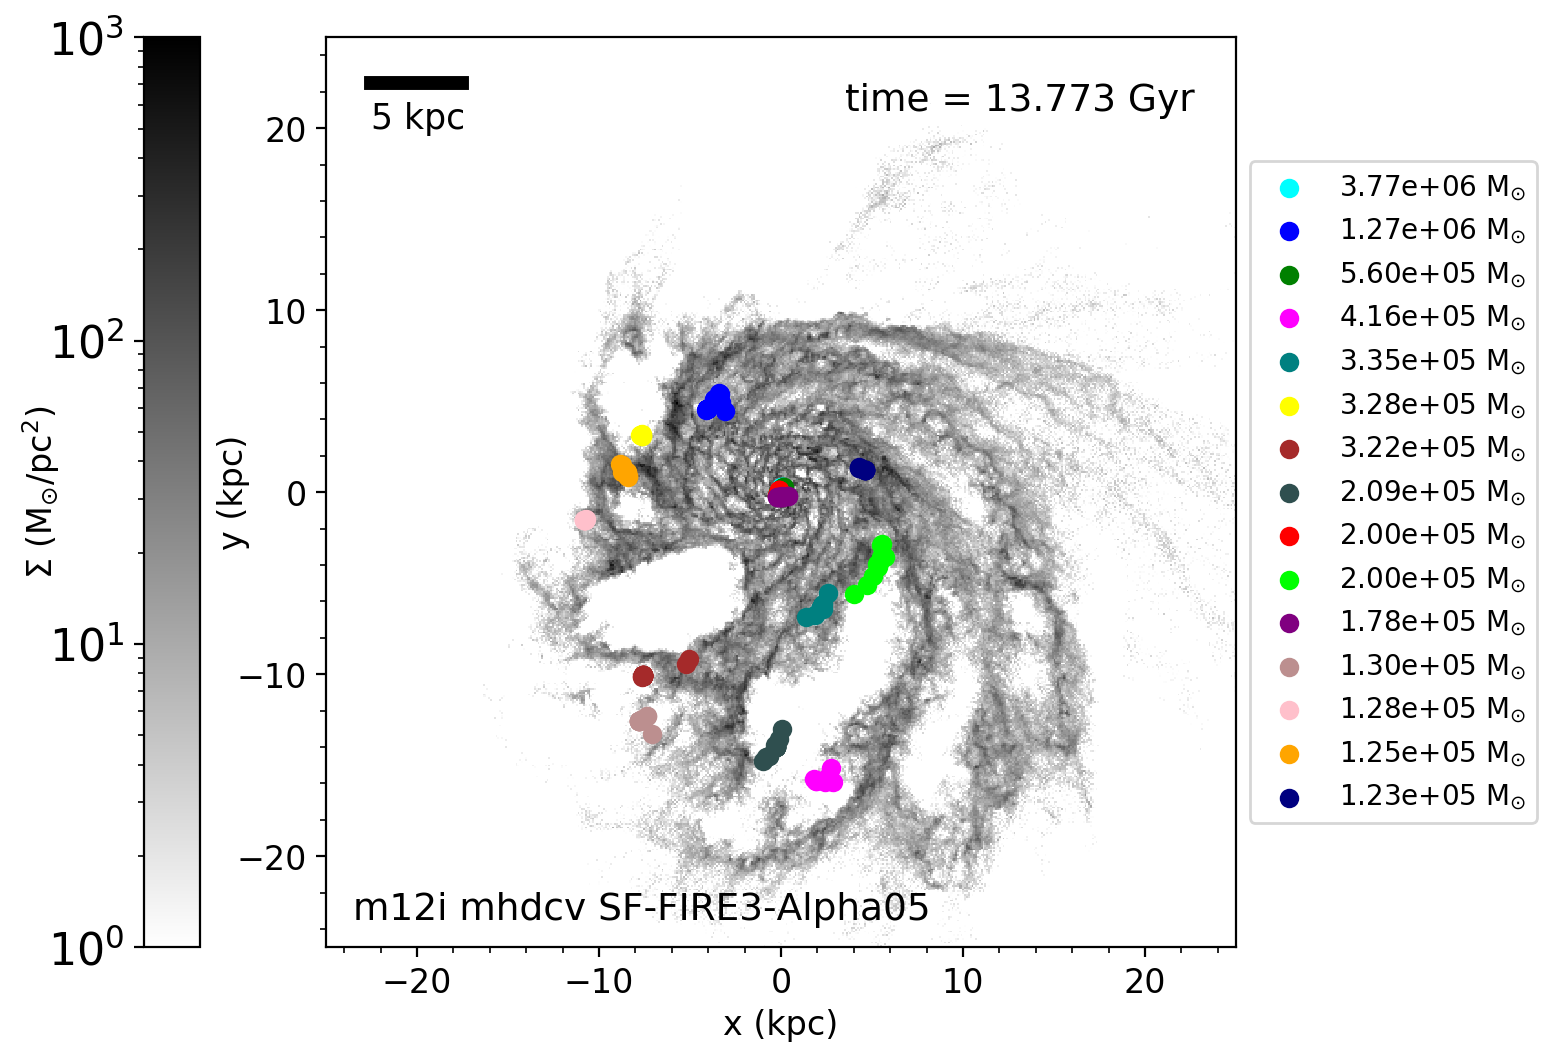 10³
10²
10¹
10⁰
Σ (M⊙/pc²)
y (kpc)
20
10
0
−10
−20
5 kpc
time = 13.773 Gyr
m12i mhdcv SF-FIRE3-Alpha05
−20
−10
0
10
20
x (kpc)
3.77e+06 M⊙
1.27e+06 M⊙
5.60e+05 M⊙
4.16e+05 M⊙
3.35e+05 M⊙
3.28e+05 M⊙
3.22e+05 M⊙
2.09e+05 M⊙
2.00e+05 M⊙
2.00e+05 M⊙
1.78e+05 M⊙
1.30e+05 M⊙
1.28e+05 M⊙
1.25e+05 M⊙
1.23e+05 M⊙